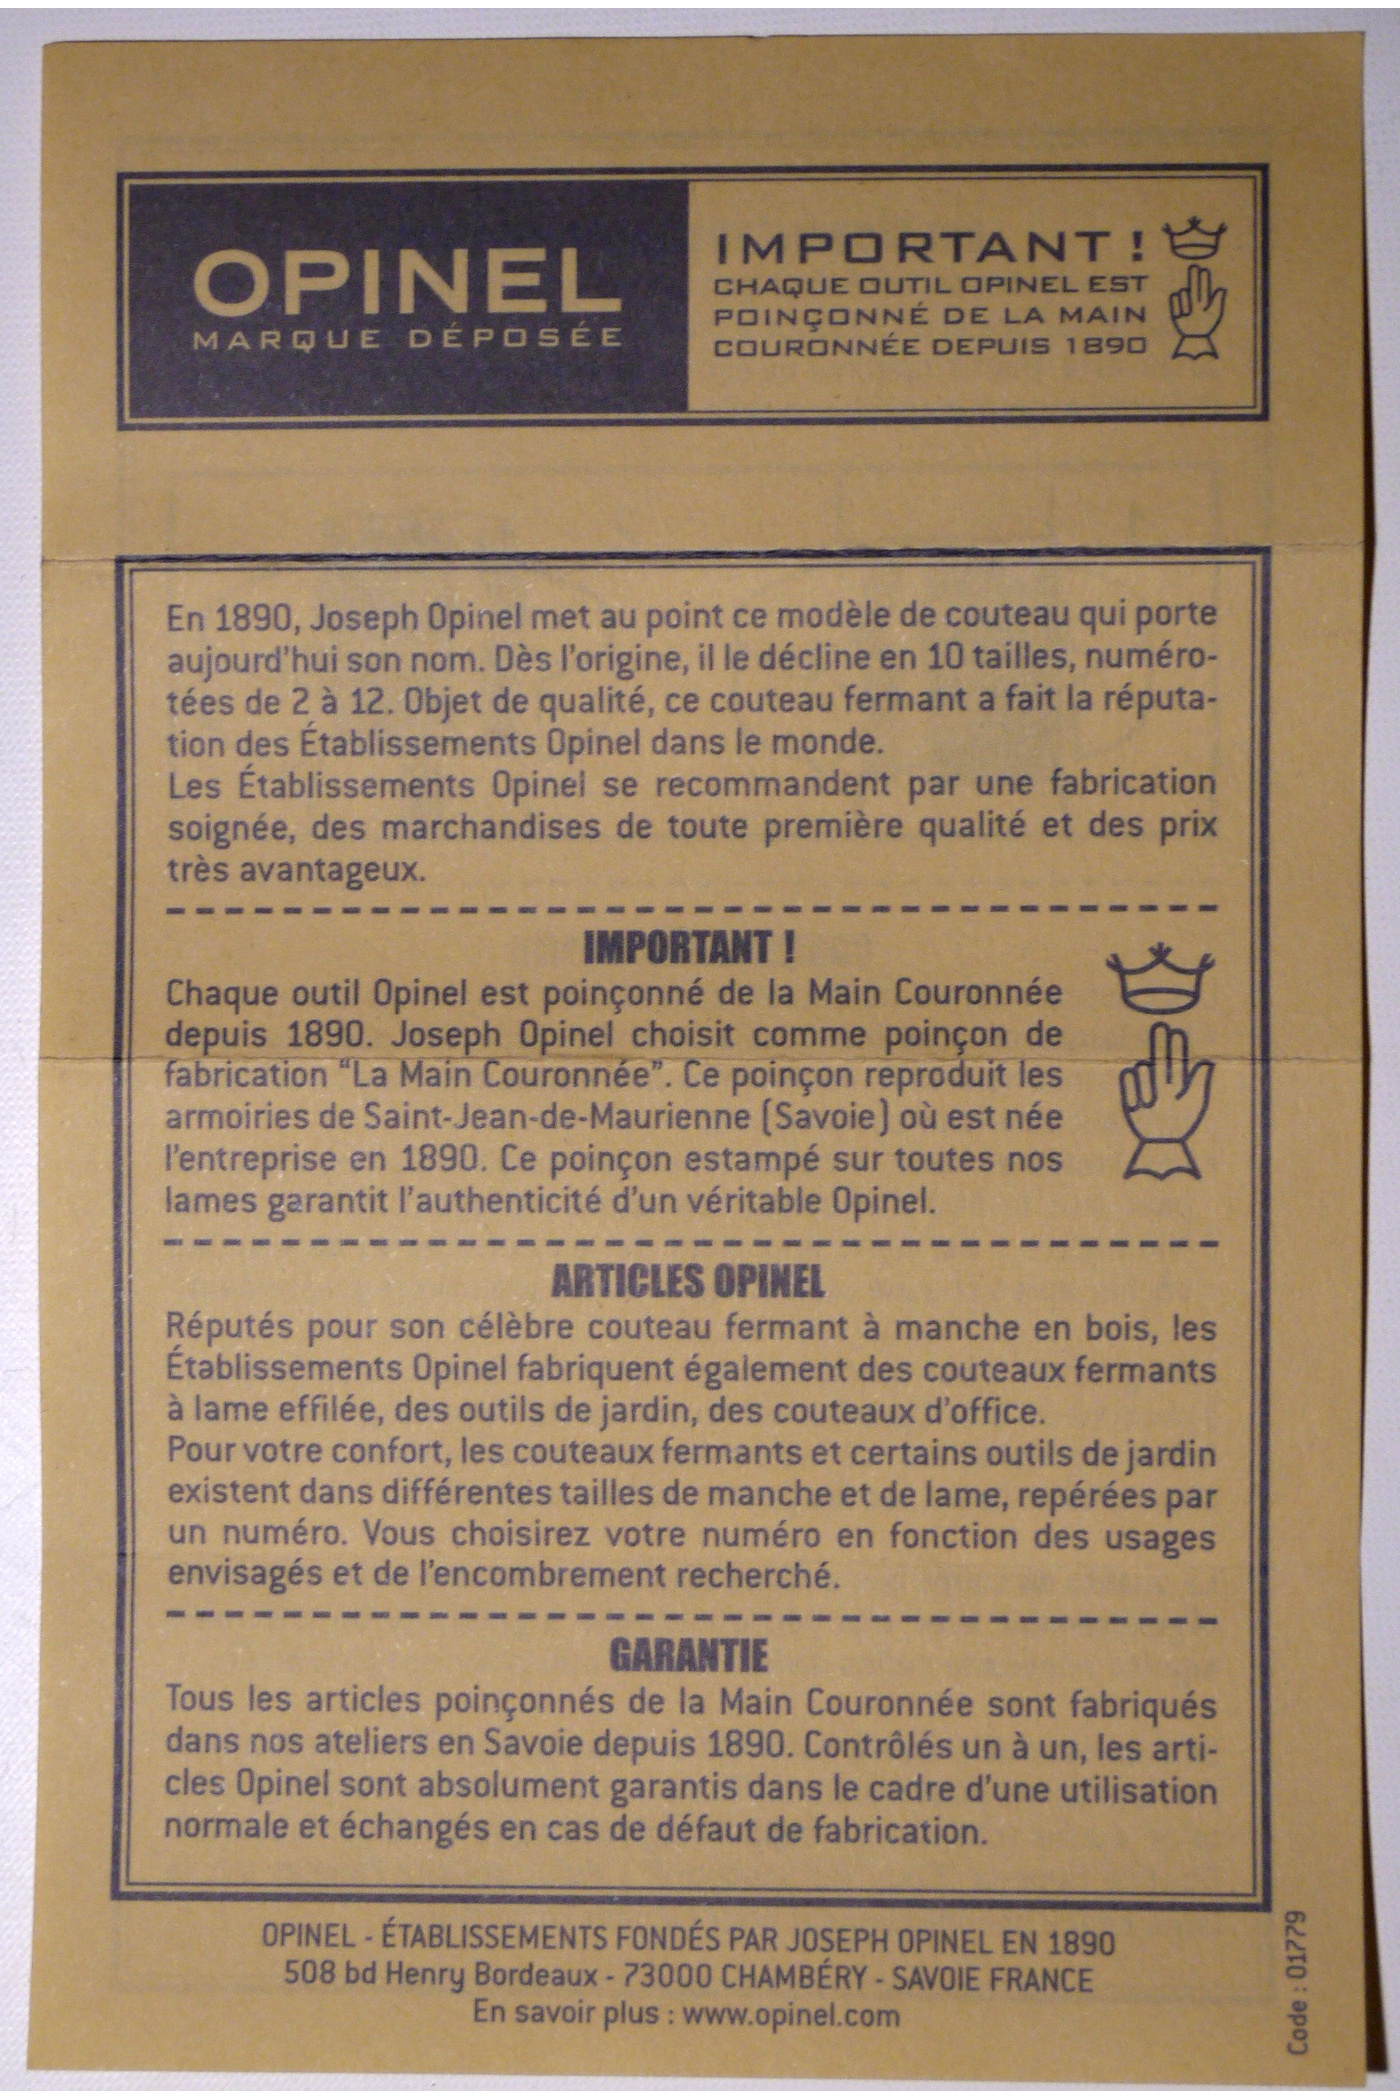 OPINEL
MARQUE DÉPOSÉE
IMPORTANT !
CHAQUE OUTIL OPINEL EST
POINÇONNÉ DE LA MAIN
COURONNÉE DEPUIS 1890
En 1890, Joseph Opinel met au point ce modèle de couteau qui porte
aujourd'hui son nom. Dès l'origine, il le décline en 10 tailles, numéro-
tées de 2 à 12. Objet de qualité, ce couteau fermant a fait la réputa-
tion des Établissements Opinel dans le monde.
Les Établissements Opinel se recommandent par une fabrication
soignée, des marchandises de toute première qualité et des prix
très avantageux.
IMPORTANT !
Chaque outil Opinel est poinçonné de la Main Couronnée
depuis 1890. Joseph Opinel choisit comme poinçon de
fabrication “La Main Couronnée”. Ce poinçon reproduit les
armoiries de Saint-Jean-de-Maurienne (Savoie) où est née
l'entreprise en 1890. Ce poinçon estampé sur toutes nos
lames garantit l'authenticité d'un véritable Opinel.
ARTICLES OPINEL
Réputés pour son célèbre couteau fermant à manche en bois, les
Établissements Opinel fabriquent également des couteaux fermants
à lame effilée, des outils de jardin, des couteaux d'office.
Pour votre confort, les couteaux fermants et certains outils de jardin
existent dans différentes tailles de manche et de lame, repérées par
un numéro. Vous choisirez votre numéro en fonction des usages
envisagés et de l'encombrement recherché.
GARANTIE
Tous les articles poinçonnés de la Main Couronnée sont fabriqués
dans nos ateliers en Savoie depuis 1890. Contrôlés un à un, les arti-
cles Opinel sont absolument garantis dans le cadre d'une utilisation
normale et échangés en cas de défaut de fabrication.
OPINEL - ÉTABLISSEMENTS FONDÉS PAR JOSEPH OPINEL EN 1890
508 bd Henry Bordeaux - 73000 CHAMBÉRY - SAVOIE FRANCE
En savoir plus : www.opinel.com
Code : 01779